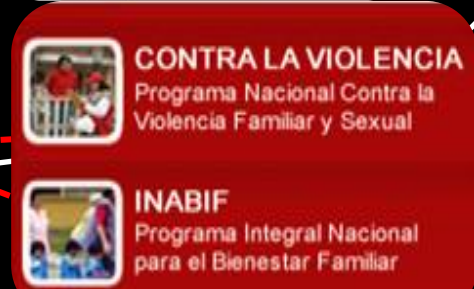 CONTRA LA VIOLENCIA
Programa Nacional Contra la
Violencia Familiar y Sexual
INABIF
Programa Integral Nacional
para el Bienestar Familiar